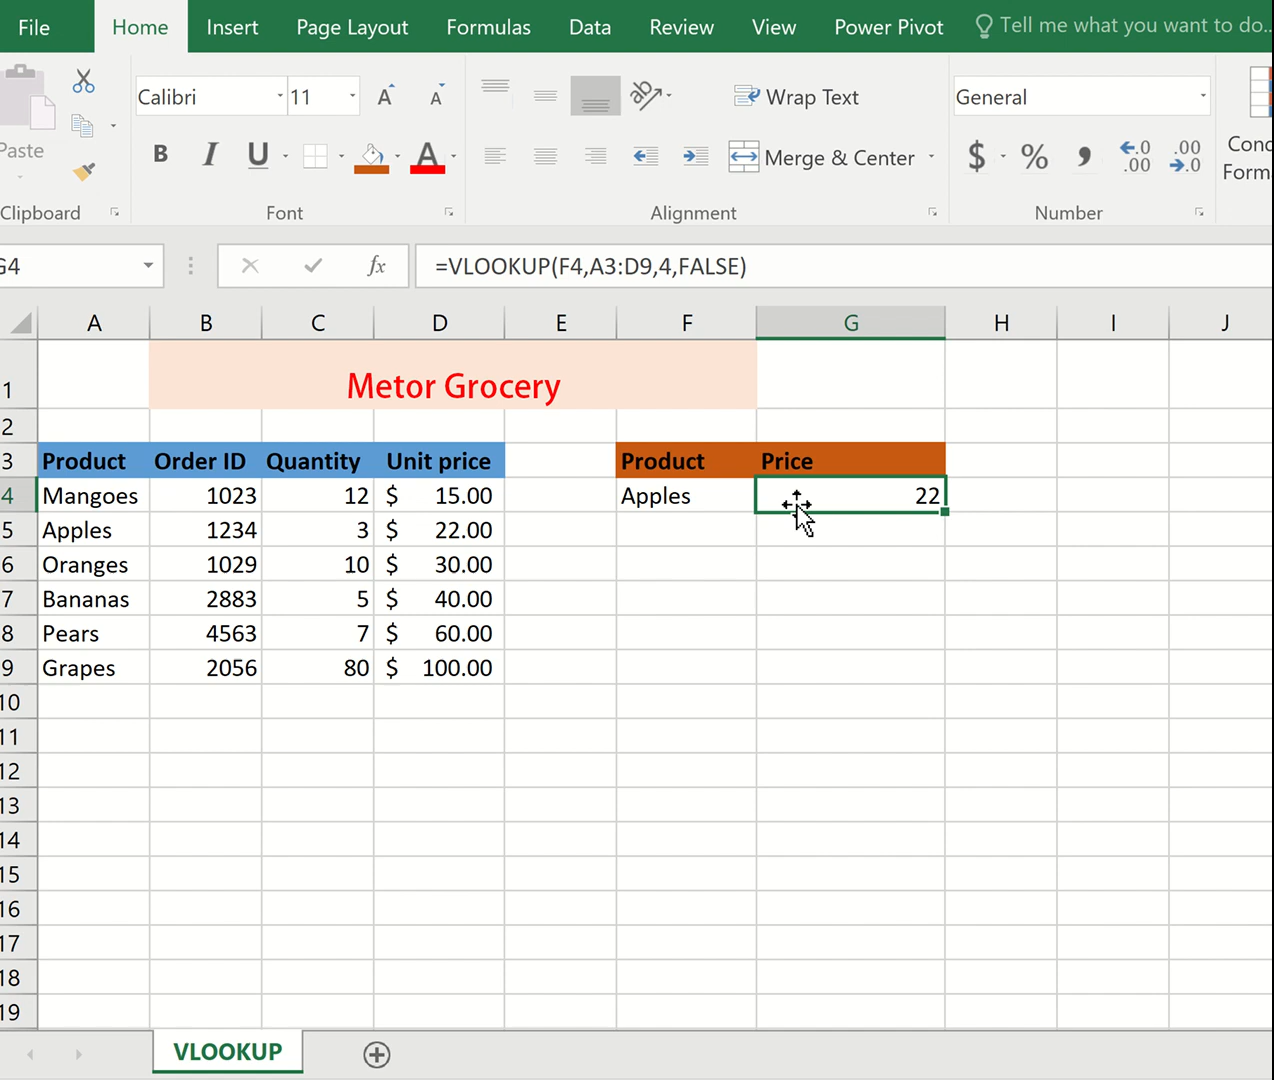 File Home Insert Page Layout Formulas Data Review View Power Pivot Tell me what you want to do...
Calibri 11 Wrap Text General
Paste B I U A Merge & Center $ % , .00 .00 Cond
Form
Clipboard Font Alignment Number
G4 fx =VLOOKUP(F4,A3:D9,4,FALSE)
A B C D E F G H I J
1 Metor Grocery
2
3 Product Order ID Quantity Unit price Product Price
4 Mangoes 1023 12 $ 15.00 Apples 22
5 Apples 1234 3 $ 22.00
6 Oranges 1029 10 $ 30.00
7 Bananas 2883 5 $ 40.00
8 Pears 4563 7 $ 60.00
9 Grapes 2056 80 $ 100.00
10
11
12
13
14
15
16
17
18
19
VLOOKUP